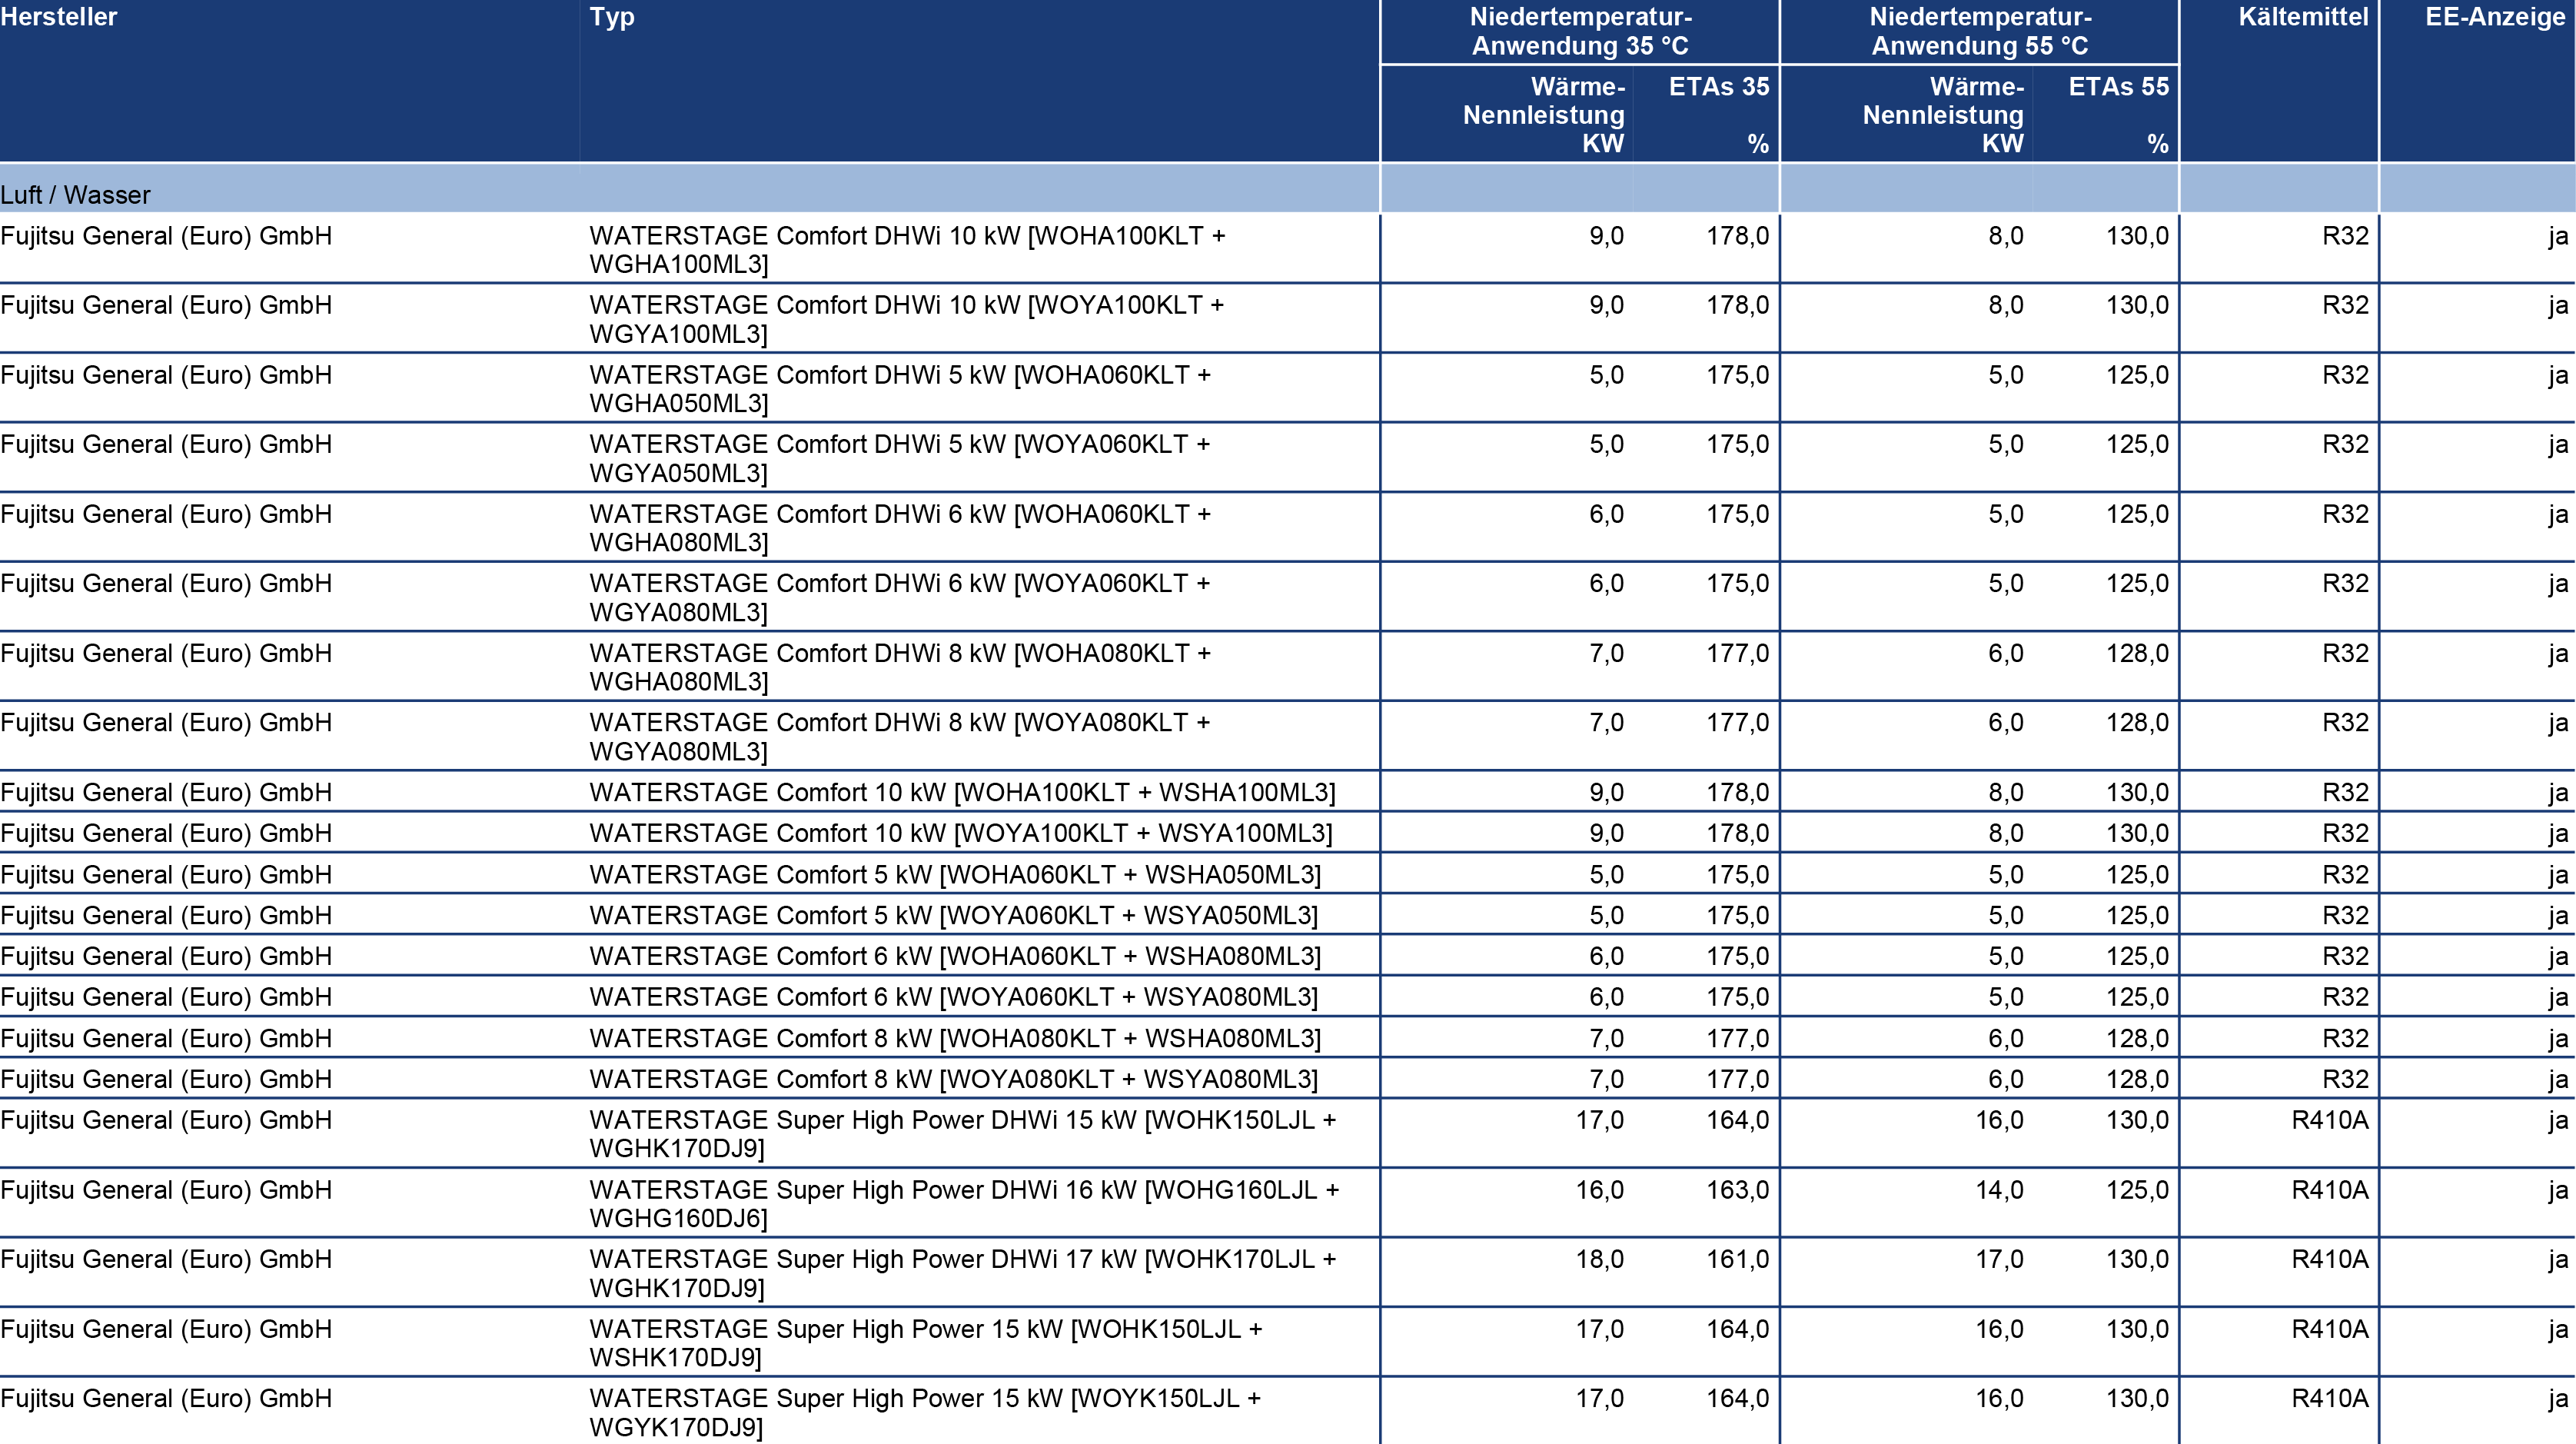 Hersteller Typ Niedertemperatur- Niedertemperatur- Kältemittel EE-Anzeige
Anwendung 35 °C Anwendung 55 °C
Wärme- ETAs 35 Wärme- ETAs 55
Nennleistung Nennleistung
KW % KW %
Luft / Wasser
Fujitsu General (Euro) GmbH WATERSTAGE Comfort DHWi 10 kW [WOHA100KLT + 9,0 178,0 8,0 130,0 R32 ja
WGHA100ML3]
Fujitsu General (Euro) GmbH WATERSTAGE Comfort DHWi 10 kW [WOYA100KLT + 9,0 178,0 8,0 130,0 R32 ja
WGYA100ML3]
Fujitsu General (Euro) GmbH WATERSTAGE Comfort DHWi 5 kW [WOHA060KLT + 5,0 175,0 5,0 125,0 R32 ja
WGHA050ML3]
Fujitsu General (Euro) GmbH WATERSTAGE Comfort DHWi 5 kW [WOYA060KLT + 5,0 175,0 5,0 125,0 R32 ja
WGYA050ML3]
Fujitsu General (Euro) GmbH WATERSTAGE Comfort DHWi 6 kW [WOHA060KLT + 6,0 175,0 5,0 125,0 R32 ja
WGHA080ML3]
Fujitsu General (Euro) GmbH WATERSTAGE Comfort DHWi 6 kW [WOYA060KLT + 6,0 175,0 5,0 125,0 R32 ja
WGYA080ML3]
Fujitsu General (Euro) GmbH WATERSTAGE Comfort DHWi 8 kW [WOHA080KLT + 7,0 177,0 6,0 128,0 R32 ja
WGHA080ML3]
Fujitsu General (Euro) GmbH WATERSTAGE Comfort DHWi 8 kW [WOYA080KLT + 7,0 177,0 6,0 128,0 R32 ja
WGYA080ML3]
Fujitsu General (Euro) GmbH WATERSTAGE Comfort 10 kW [WOHA100KLT + WSHA100ML3] 9,0 178,0 8,0 130,0 R32 ja
Fujitsu General (Euro) GmbH WATERSTAGE Comfort 10 kW [WOYA100KLT + WSYA100ML3] 9,0 178,0 8,0 130,0 R32 ja
Fujitsu General (Euro) GmbH WATERSTAGE Comfort 5 kW [WOHA060KLT + WSHA050ML3] 5,0 175,0 5,0 125,0 R32 ja
Fujitsu General (Euro) GmbH WATERSTAGE Comfort 5 kW [WOYA060KLT + WSYA050ML3] 5,0 175,0 5,0 125,0 R32 ja
Fujitsu General (Euro) GmbH WATERSTAGE Comfort 6 kW [WOHA060KLT + WSHA080ML3] 6,0 175,0 5,0 125,0 R32 ja
Fujitsu General (Euro) GmbH WATERSTAGE Comfort 6 kW [WOYA060KLT + WSYA080ML3] 6,0 175,0 5,0 125,0 R32 ja
Fujitsu General (Euro) GmbH WATERSTAGE Comfort 8 kW [WOHA080KLT + WSHA080ML3] 7,0 177,0 6,0 128,0 R32 ja
Fujitsu General (Euro) GmbH WATERSTAGE Comfort 8 kW [WOYA080KLT + WSYA080ML3] 7,0 177,0 6,0 128,0 R32 ja
Fujitsu General (Euro) GmbH WATERSTAGE Super High Power DHWi 15 kW [WOHK150LJL + 17,0 164,0 16,0 130,0 R410A ja
WGHK170DJ9]
Fujitsu General (Euro) GmbH WATERSTAGE Super High Power DHWi 16 kW [WOHG160LJL + 16,0 163,0 14,0 125,0 R410A ja
WGHG160DJ6]
Fujitsu General (Euro) GmbH WATERSTAGE Super High Power DHWi 17 kW [WOHK170LJL + 18,0 161,0 17,0 130,0 R410A ja
WGHK170DJ9]
Fujitsu General (Euro) GmbH WATERSTAGE Super High Power 15 kW [WOHK150LJL + 17,0 164,0 16,0 130,0 R410A ja
WSHK170DJ9]
Fujitsu General (Euro) GmbH WATERSTAGE Super High Power 15 kW [WOYK150LJL + 17,0 164,0 16,0 130,0 R410A ja
WGYK170DJ9]